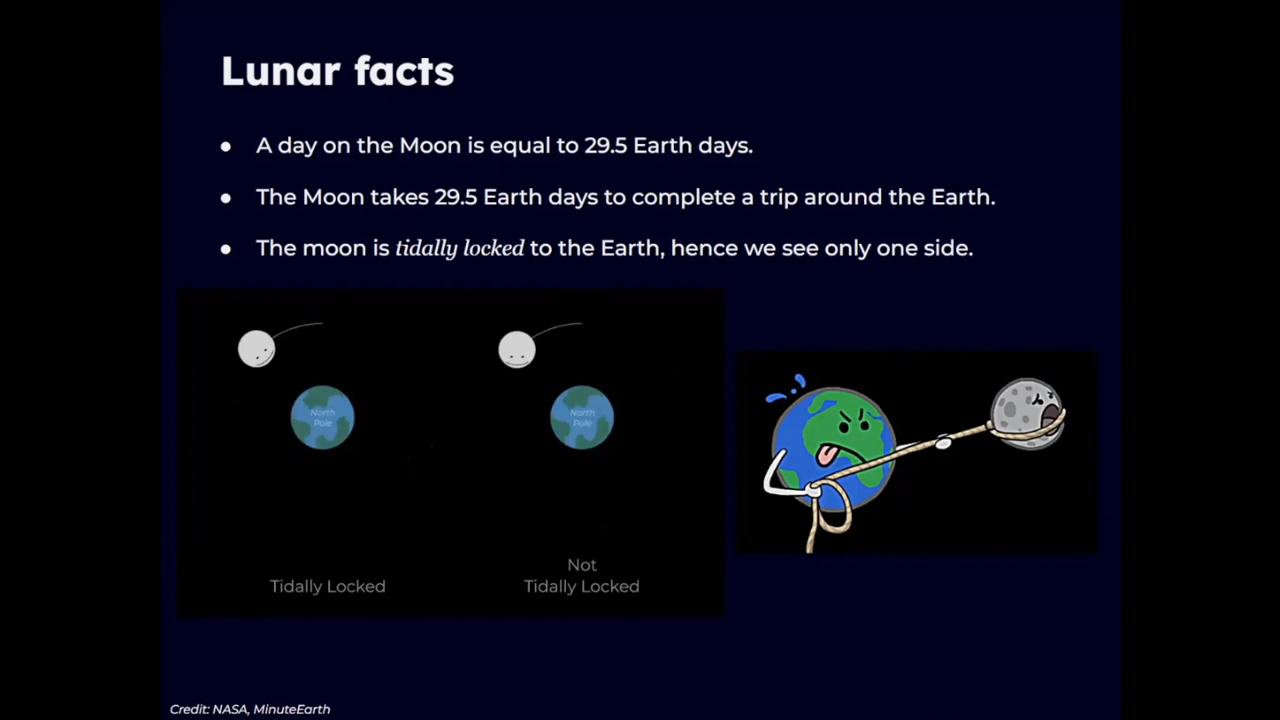 Lunar facts
● A day on the Moon is equal to 29.5 Earth days.
● The Moon takes 29.5 Earth days to complete a trip around the Earth.
● The moon is tidally locked to the Earth, hence we see only one side.
North
Pole
North
Pole
Tidally Locked
Not
Tidally Locked
Credit: NASA, MinuteEarth